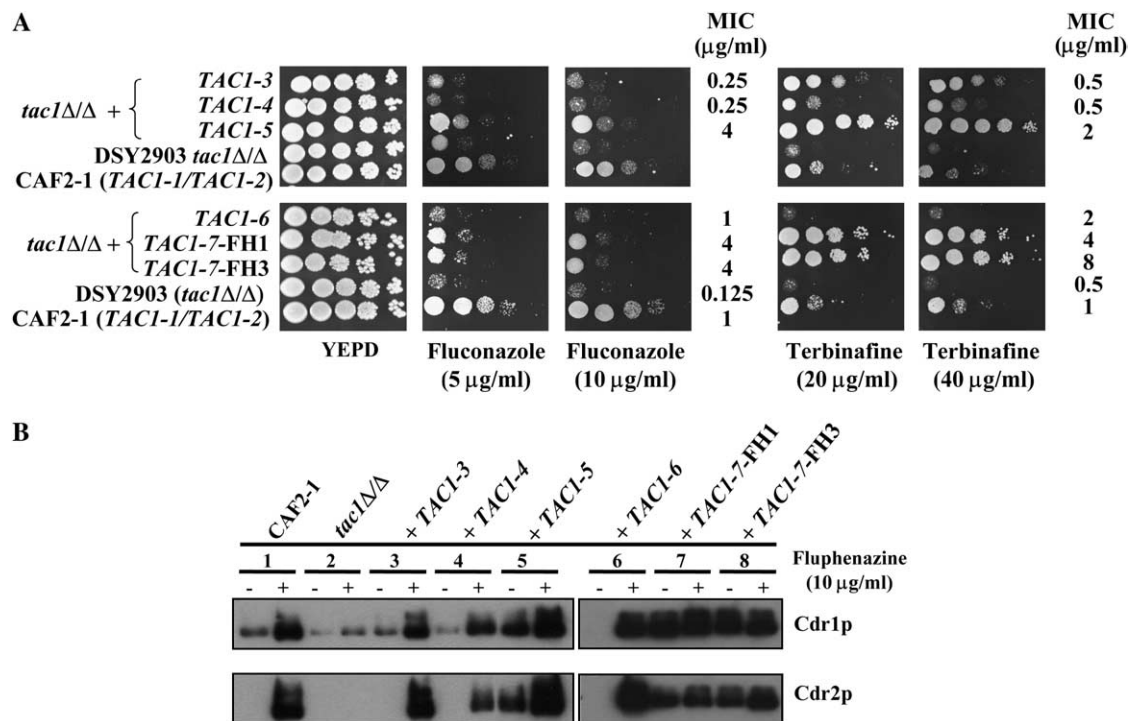 A
MIC
(μg/ml)
MIC
(μg/ml)
tac1Δ/Δ +
TAC1-3
TAC1-4
TAC1-5
DSY2903 tac1Δ/Δ
CAF2-1 (TAC1-1/TAC1-2)
0.25
0.25
4
0.5
0.5
2
tac1Δ/Δ +
TAC1-6
TAC1-7-FH1
TAC1-7-FH3
DSY2903 (tac1Δ/Δ)
CAF2-1 (TAC1-1/TAC1-2)
1
4
4
0.125
1
2
4
8
0.5
1
YEPD
Fluconazole
(5 μg/ml)
Fluconazole
(10 μg/ml)
Terbinafine
(20 μg/ml)
Terbinafine
(40 μg/ml)
B
CAF2-1
tac1Δ/Δ
+ TAC1-3
+ TAC1-4
+ TAC1-5
+ TAC1-6
+ TAC1-7-FH1
+ TAC1-7-FH3
1 2 3 4 5 6 7 8
Fluphenazine
(10 μg/ml)
- + - + - + - + - + - + - + - +
Cdr1p
Cdr2p